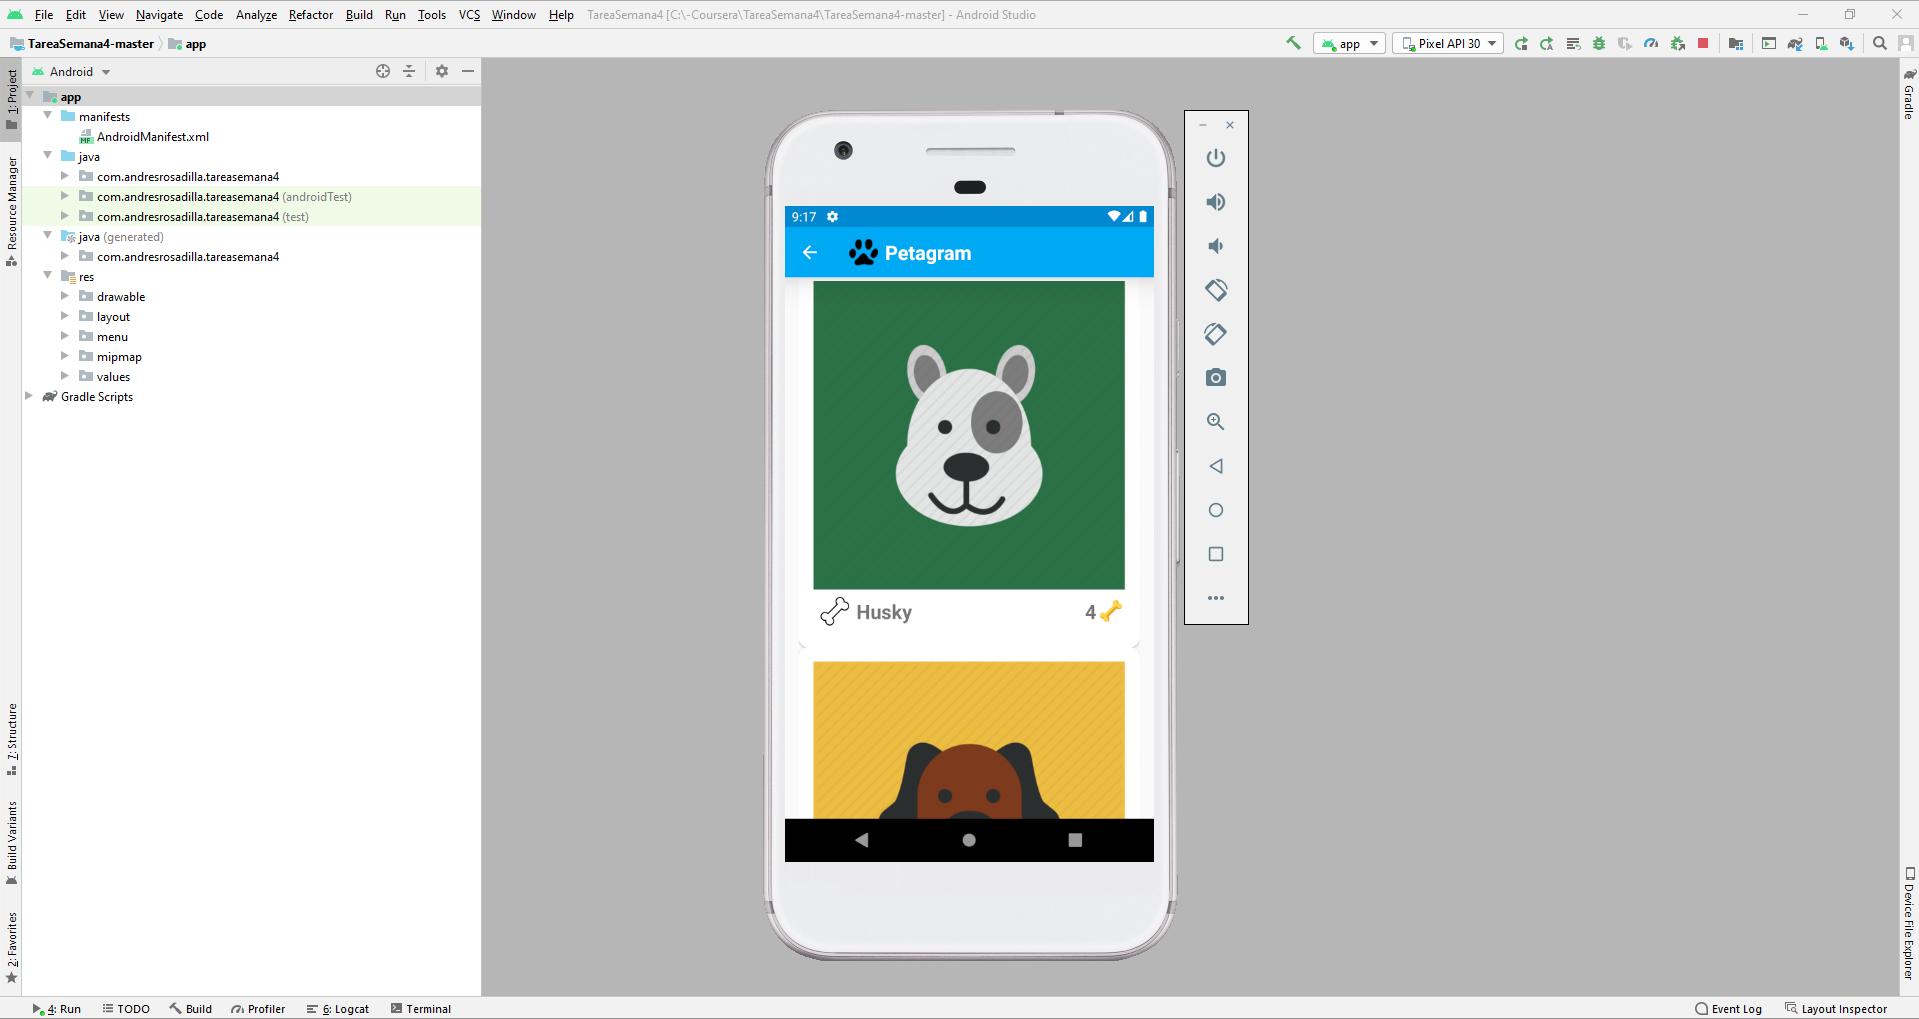 File Edit View Navigate Code Analyze Refactor Build Run Tools VCS Window Help TareaSemana4 [C:\-Coursera\TareaSemana4\TareaSemana4-master] - Android Studio
TareaSemana4-master app app Pixel API 30
1: Project
Resource Manager
7: Structure
Build Variants
2: Favorites
Android
app
manifests
MF AndroidManifest.xml
java
com.andresrosadilla.tareasemana4
com.andresrosadilla.tareasemana4 (androidTest)
com.andresrosadilla.tareasemana4 (test)
java (generated)
com.andresrosadilla.tareasemana4
res
drawable
layout
menu
mipmap
values
Gradle Scripts
9:17
Petagram
Husky 4
Gradle
Device File Explorer
4: Run TODO Build Profiler 6: Logcat Terminal Event Log Layout Inspector